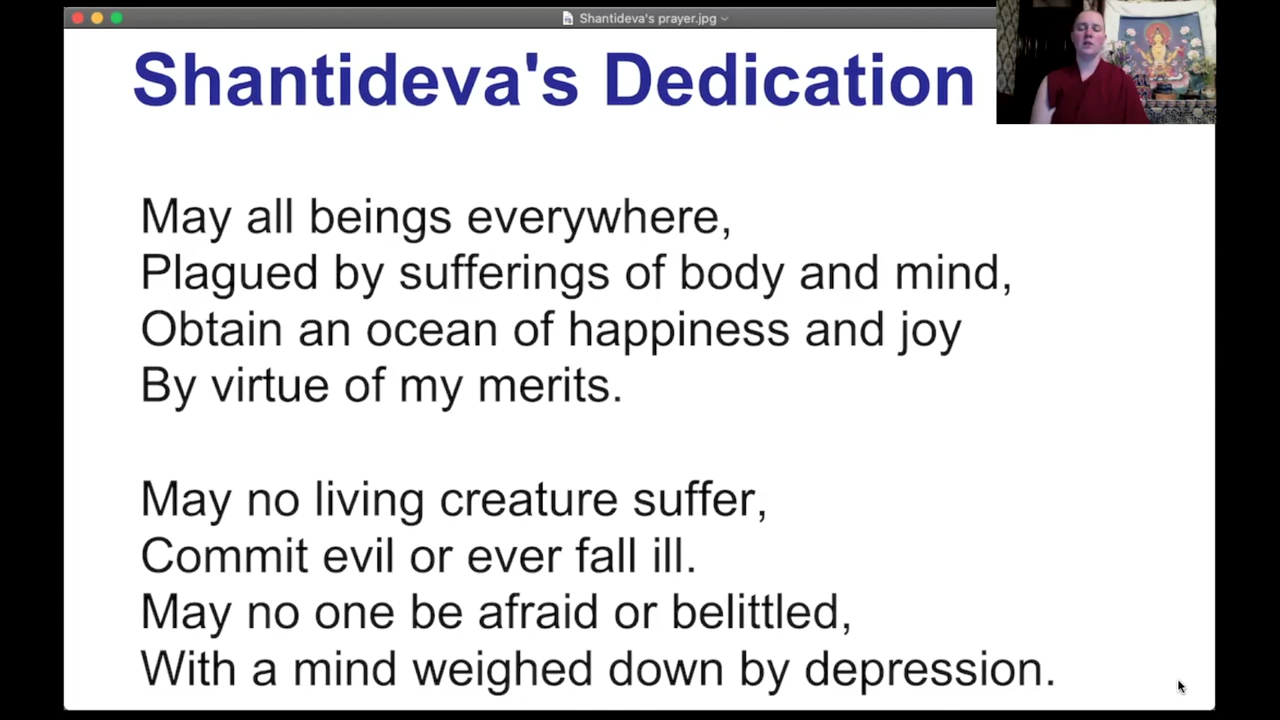 Shantideva's prayer.jpg
Shantideva's Dedication
May all beings everywhere,
Plagued by sufferings of body and mind,
Obtain an ocean of happiness and joy
By virtue of my merits.
May no living creature suffer,
Commit evil or ever fall ill.
May no one be afraid or belittled,
With a mind weighed down by depression.